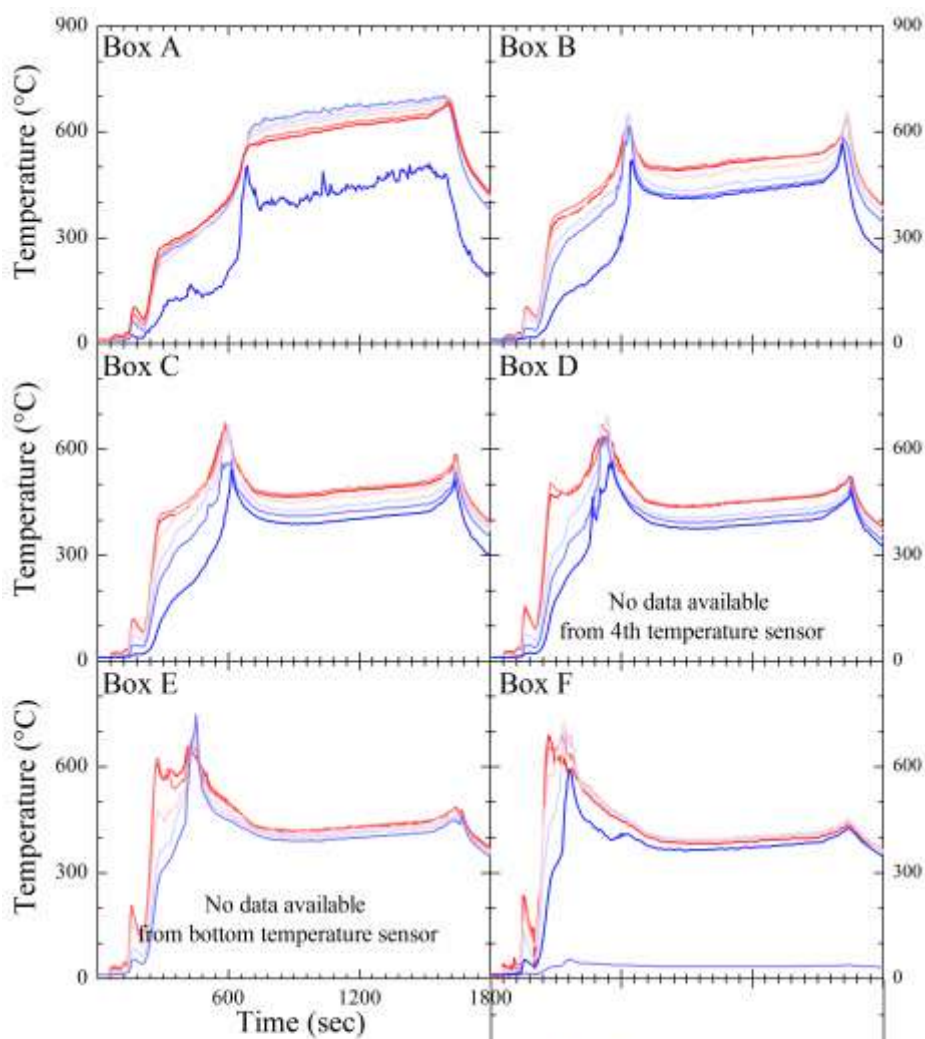 900
Box A
Box B
900
Temperature (°C)
600
600
300
300
0
0
Box C
Box D
Temperature (°C)
600
600
300
300
No data available
from 4th temperature sensor
0
0
Box E
Box F
Temperature (°C)
600
600
300
300
No data available
from bottom temperature sensor
0
0
600
1200
1800
Time (sec)